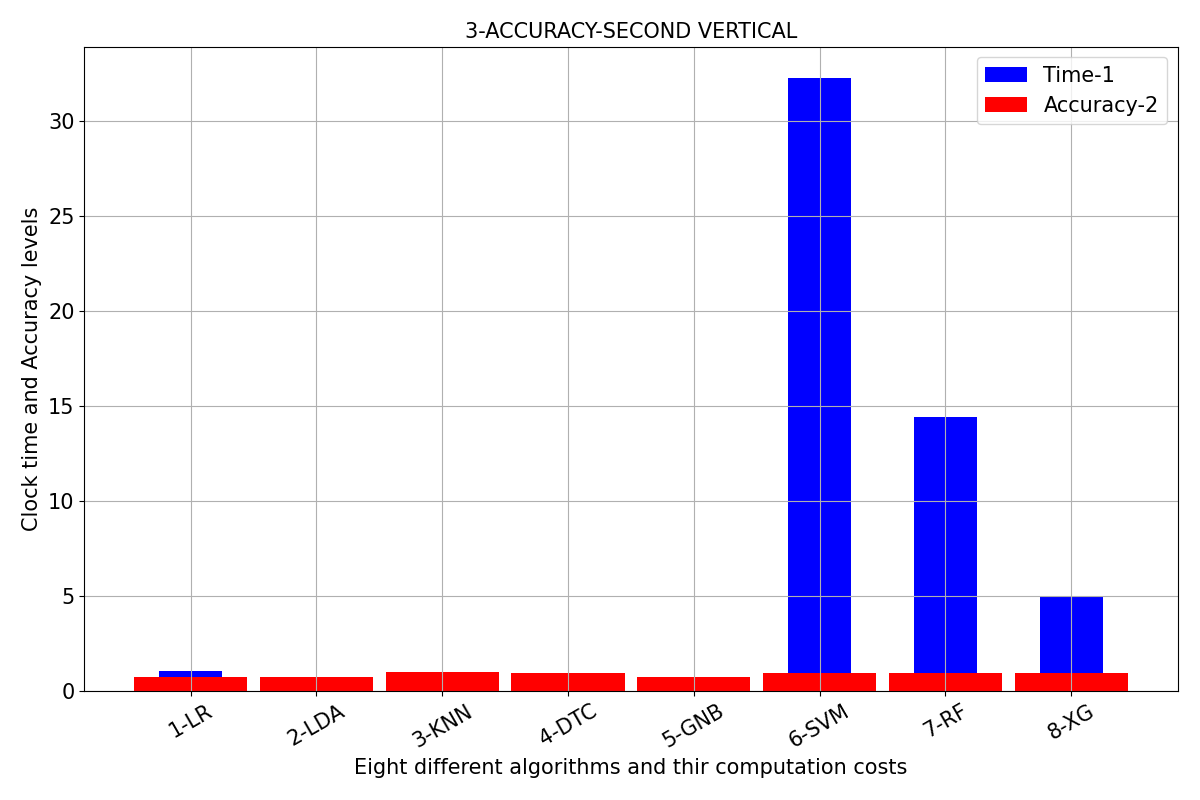 3-ACCURACY-SECOND VERTICAL
Time-1
Accuracy-2
Clock time and Accuracy levels
30
25
20
15
10
5
0
1-LR
2-LDA
3-KNN
4-DTC
5-GNB
6-SVM
7-RF
8-XG
Eight different algorithms and thir computation costs